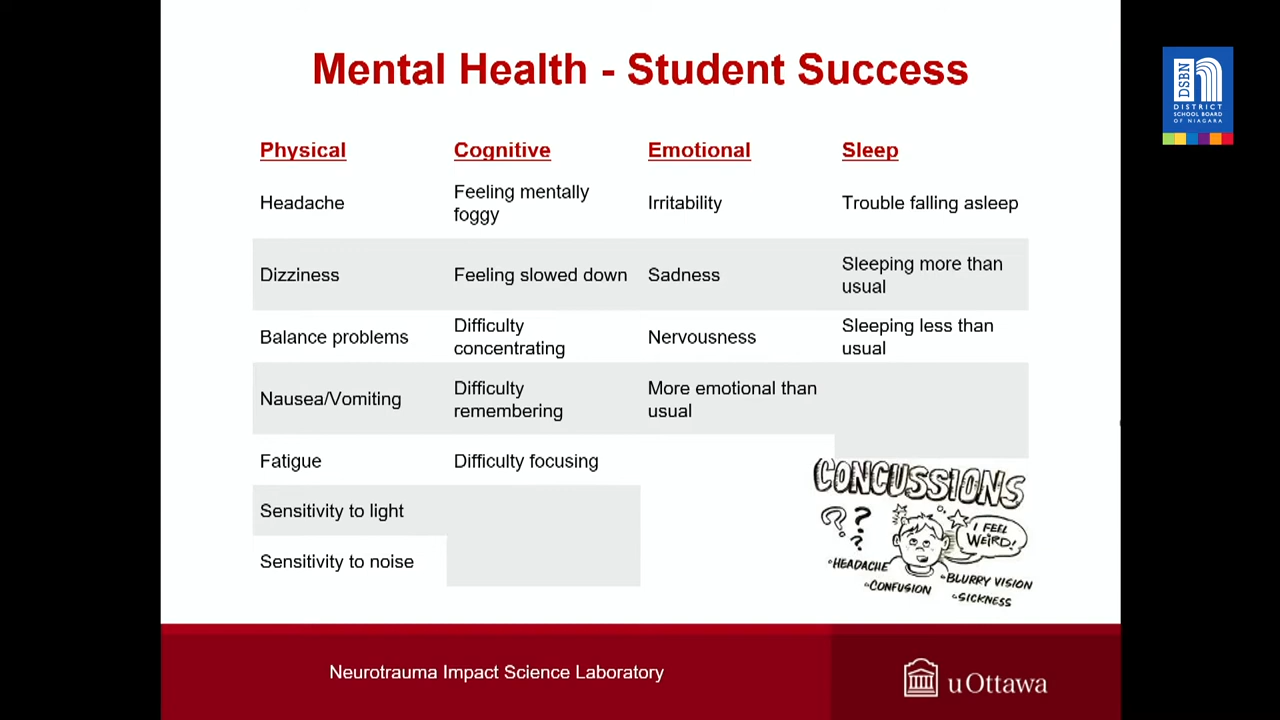 Mental Health - Student Success
Physical
Cognitive
Emotional
Sleep
Headache
Feeling mentally
foggy
Irritability
Trouble falling asleep
Dizziness
Feeling slowed down
Sadness
Sleeping more than
usual
Balance problems
Difficulty
concentrating
Nervousness
Sleeping less than
usual
Nausea/Vomiting
Difficulty
remembering
More emotional than
usual
Fatigue
Difficulty focusing
Sensitivity to light
Sensitivity to noise
CONCUSSIONS
? ? ?
I FEEL
WEIRD!
HEADACHE
CONFUSION
BLURRY VISION
SICKNESS
Neurotrauma Impact Science Laboratory
uOttawa
DSBN
DISTRICT
SCHOOL BOARD
OF NIAGARA